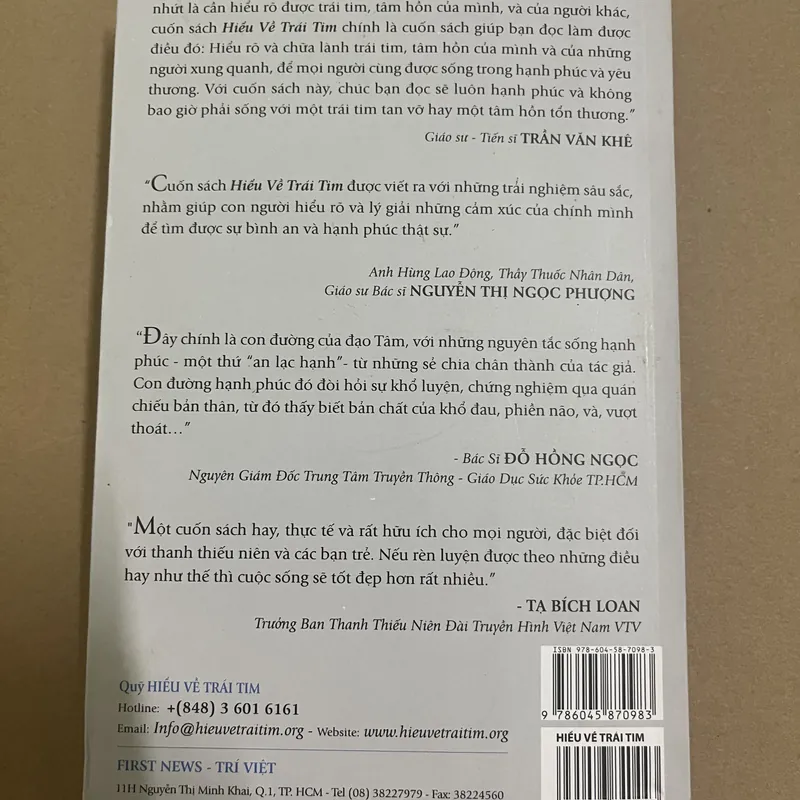 nhứt là cần hiểu rõ được trái tim, tâm hồn của mình, và của người khác,
cuốn sách Hiểu Về Trái Tim chính là cuốn sách giúp bạn đọc làm được
điều đó: Hiểu rõ và chữa lành trái tim, tâm hồn của mình và của những
người xung quanh, để mọi người cùng được sống trong hạnh phúc và yêu
thương. Với cuốn sách này, chúc bạn đọc sẽ luôn hạnh phúc và không
bao giờ phải sống với một trái tim tan vỡ hay một tâm hồn tổn thương.”
Giáo sư - Tiến sĩ TRẦN VĂN KHÊ
“Cuốn sách Hiểu Về Trái Tim được viết ra với những trải nghiệm sâu sắc,
nhằm giúp con người hiểu rõ và lý giải những cảm xúc của chính mình
để tìm được sự bình an và hạnh phúc thật sự.”
Anh Hùng Lao Động, Thầy Thuốc Nhân Dân,
Giáo sư Bác sĩ NGUYỄN THỊ NGỌC PHƯỢNG
“Đây chính là con đường của đạo Tâm, với những nguyên tắc sống hạnh
phúc - một thứ “an lạc hạnh”- từ những sẻ chia chân thành của tác giả.
Con đường hạnh phúc đó đòi hỏi sự khổ luyện, chứng nghiệm qua quán
chiếu bản thân, từ đó thấy biết bản chất của khổ đau, phiền não, và, vượt
thoát…”
- Bác Sĩ ĐỖ HỒNG NGỌC
Nguyên Giám Đốc Trung Tâm Truyền Thông - Giáo Dục Sức Khỏe TP.HCM
"Một cuốn sách hay, thực tế và rất hữu ích cho mọi người, đặc biệt đối
với thanh thiếu niên và các bạn trẻ. Nếu rèn luyện được theo những điều
hay như thế thì cuộc sống sẽ tốt đẹp hơn rất nhiều.”
- TẠ BÍCH LOAN
Trưởng Ban Thanh Thiếu Niên Đài Truyền Hình Việt Nam VTV
ISBN 978-604-58-7098-3
9 786045 870983
Quỹ HIỂU VỀ TRÁI TIM
Hotline: +(848) 3 601 6161
Email: Info@hieuvetraitim.org - Website: www.hieuvetraitim.org
HIỂU VỀ TRÁI TIM
FIRST NEWS - TRÍ VIỆT
11H Nguyễn Thị Minh Khai, Q.1, TP. HCM - Tel (08) 38227979 - Fax: 38224560